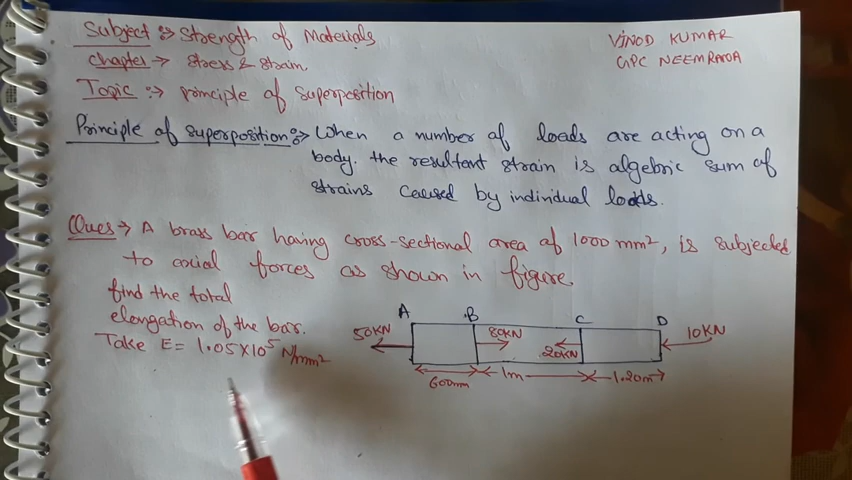 Subject :→ Strength of Materials
VINOD KUMAR
Chapter → Stress & Strain
GPC NEEMRANA
Topic :→ principle of superposition
Principle of superposition :→ When a number of loads are acting on a
body. the resultant strain is algebric sum of
strains caused by individual loads.
Ques → A brass bar having cross-sectional area of 1000 mm², is subjected
to axial forces as shown in figure.
find the total
elongation of the bar.
Take E = 1.05×10⁵ N/mm²
A B C D
50KN 80KN 20KN 10KN
600mm 1m 1.20m